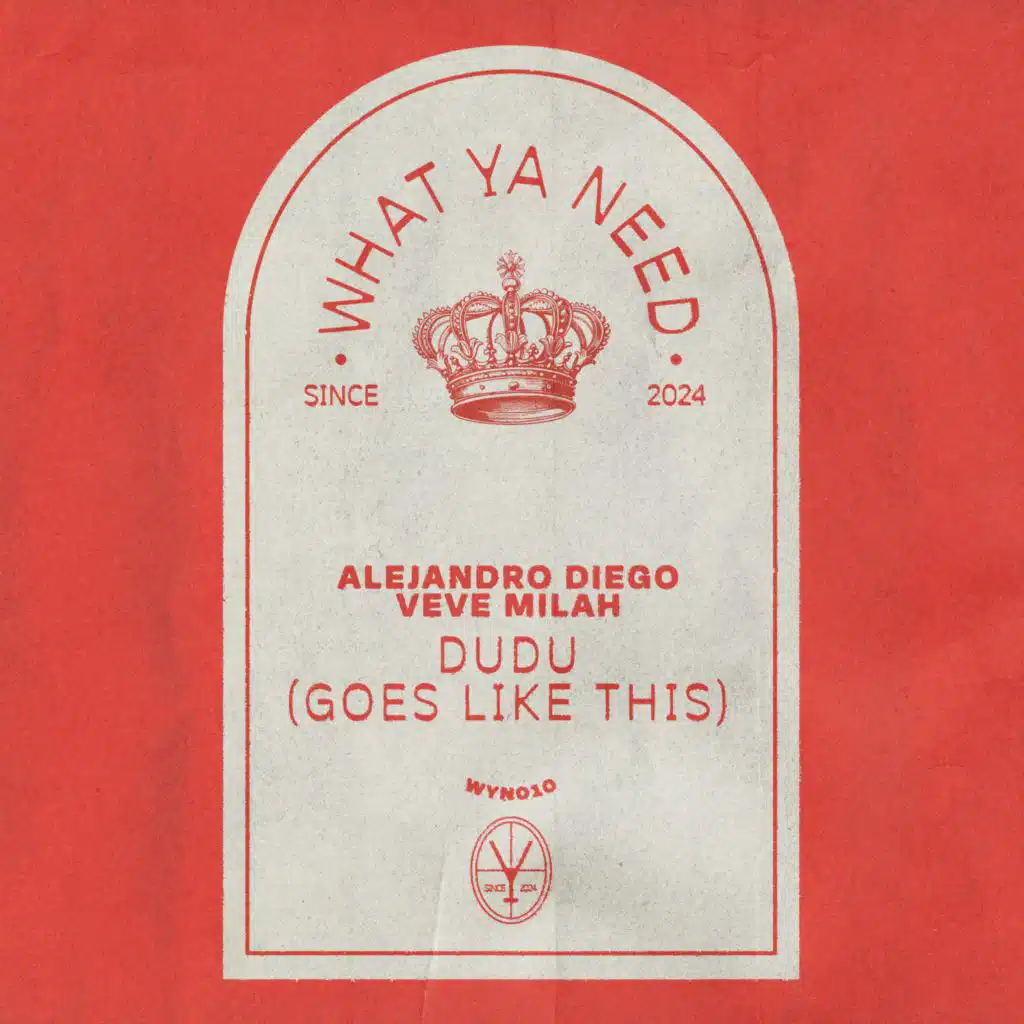 WHAT YA NEED
SINCE
2024
ALEJANDRO DIEGO
VEVE MILAH
DUDU
(GOES LIKE THIS)
WYN010
SINCE
2024